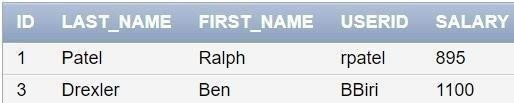 ID LAST_NAME FIRST_NAME USERID SALARY
1 Patel Ralph rpatel 895
3 Drexler Ben BBiri 1100